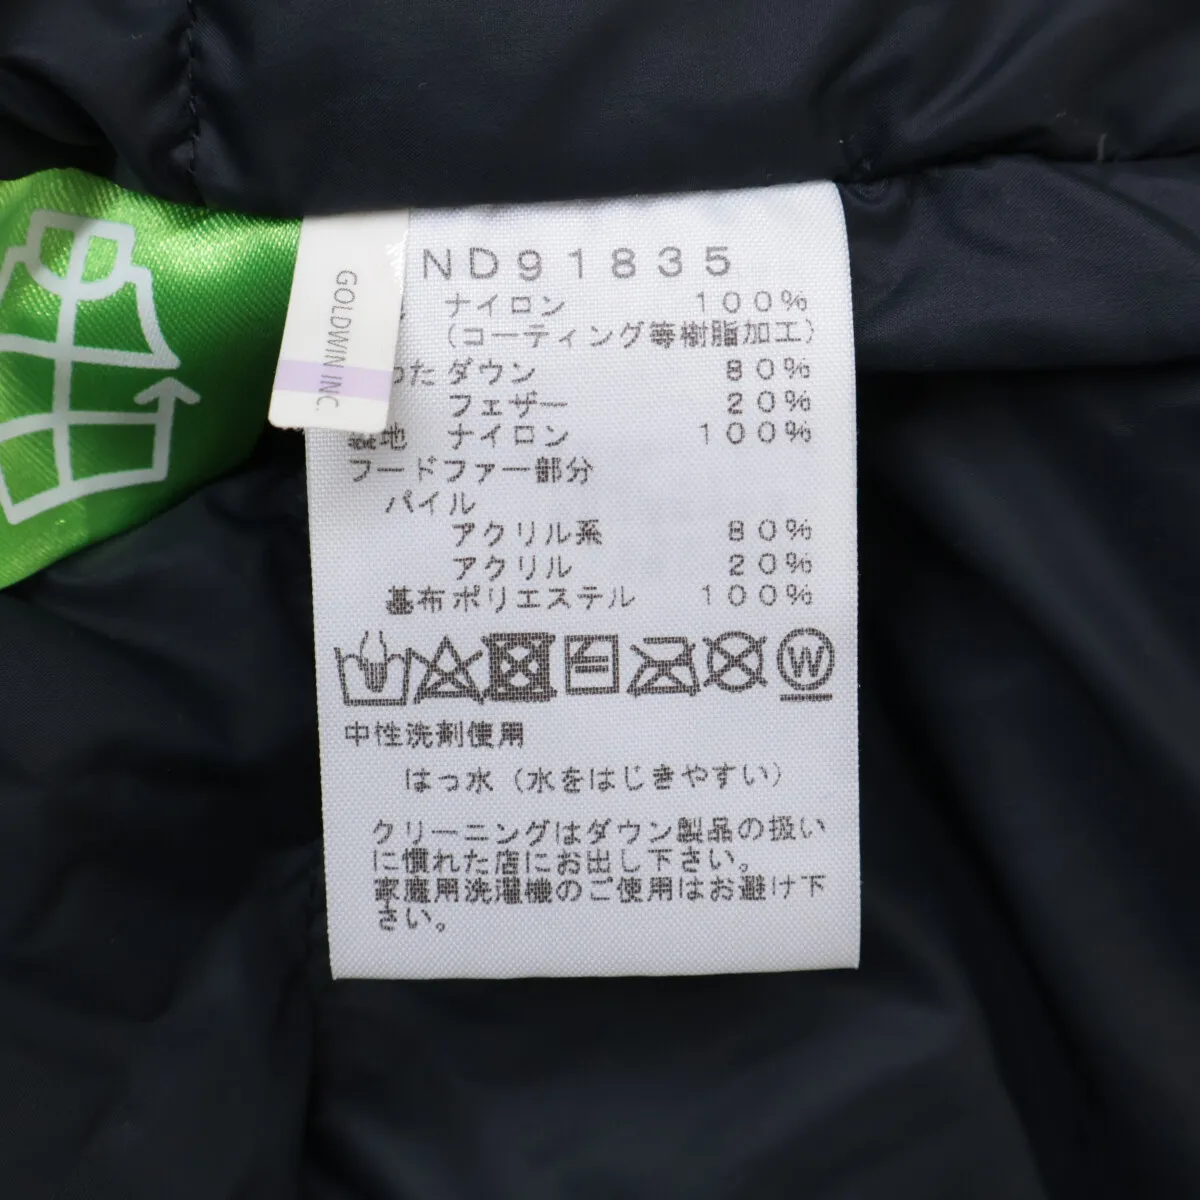 ND91835
GOLDWIN INC.
ナイロン 100%
(コーティング等樹脂加工)
わた ダウン 80%
フェザー 20%
裏地 ナイロン 100%
フードファー部分
パイル
アクリル系 80%
アクリル 20%
基布ポリエステル 100%
W
中性洗剤使用
はっ水(水をはじきやすい)
クリーニングはダウン製品の扱い
に慣れた店にお出し下さい。
家庭用洗濯機のご使用はお避け下
さい。